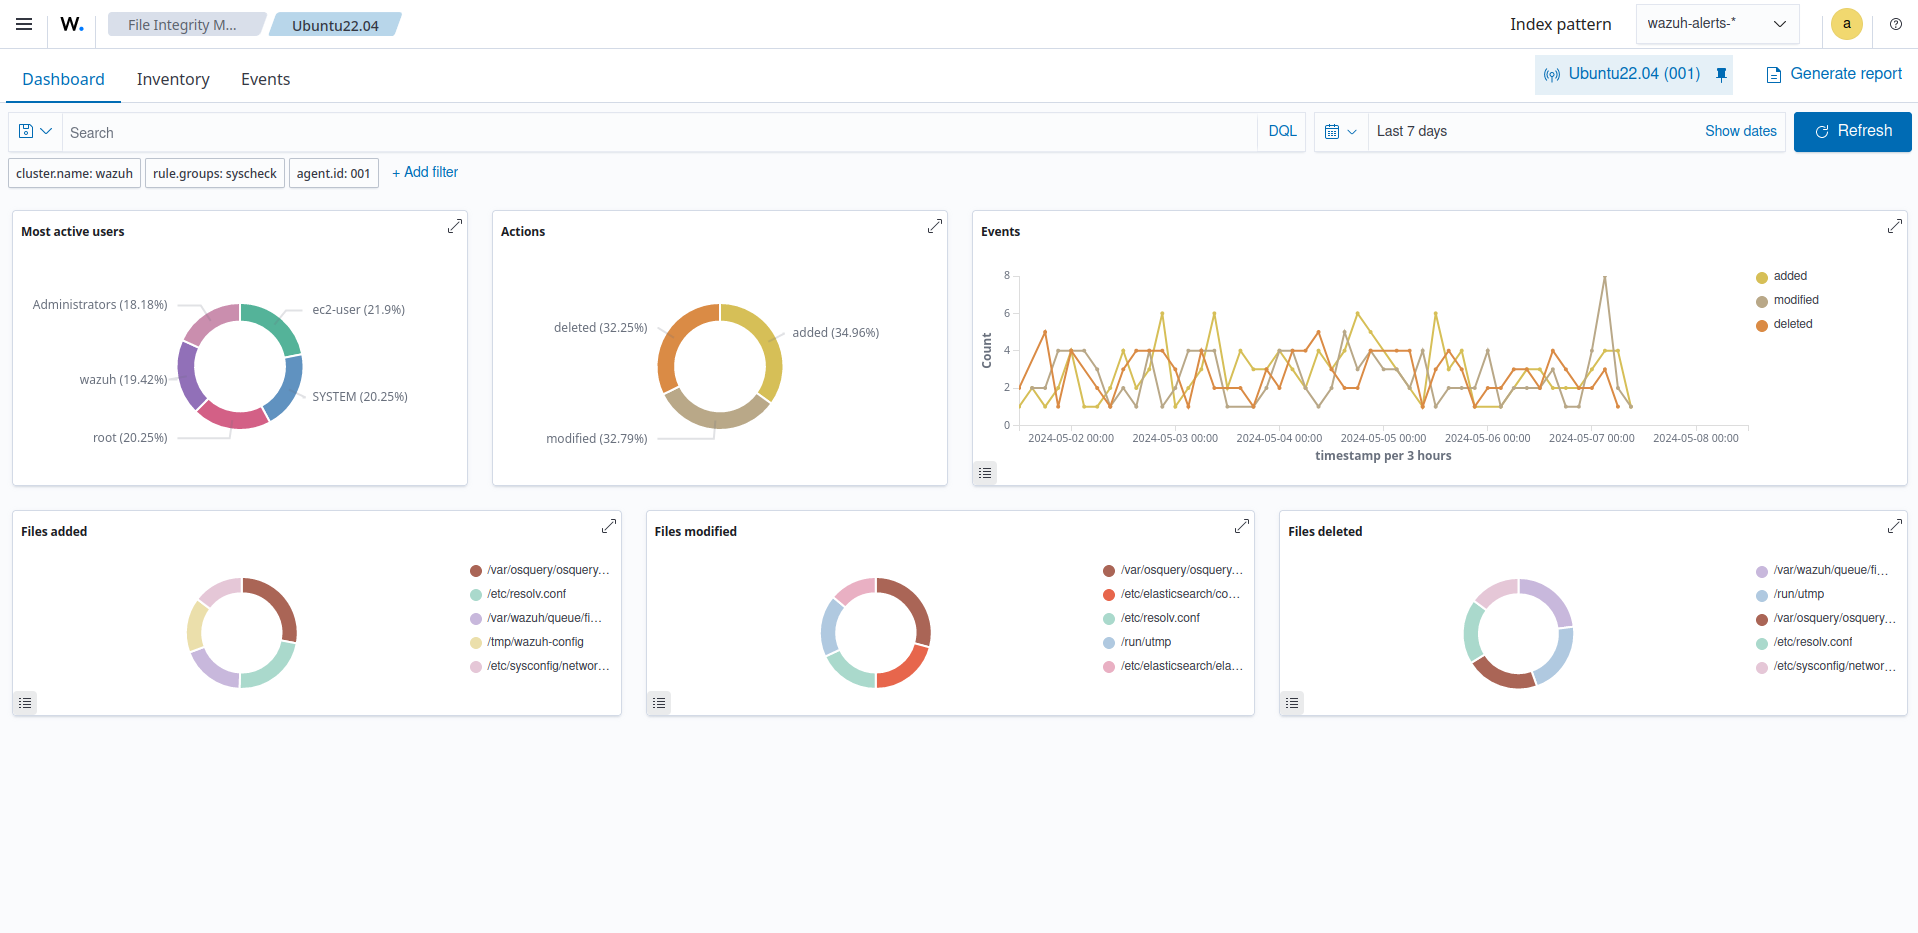 W.
File Integrity M...
Ubuntu22.04
Index pattern
wazuh-alerts-*
a
Dashboard
Inventory
Events
Ubuntu22.04 (001)
Generate report
Search
DQL
Last 7 days
Show dates
Refresh
cluster.name: wazuh
rule.groups: syscheck
agent.id: 001
+ Add filter
Most active users
Administrators (18.18%)
ec2-user (21.9%)
wazuh (19.42%)
SYSTEM (20.25%)
root (20.25%)
Actions
deleted (32.25%)
added (34.96%)
modified (32.79%)
Events
8
6
4
2
0
Count
2024-05-02 00:00
2024-05-03 00:00
2024-05-04 00:00
2024-05-05 00:00
2024-05-06 00:00
2024-05-07 00:00
2024-05-08 00:00
timestamp per 3 hours
added
modified
deleted
Files added
/var/osquery/osquery...
/etc/resolv.conf
/var/wazuh/queue/fi...
/tmp/wazuh-config
/etc/sysconfig/networ...
Files modified
/var/osquery/osquery...
/etc/elasticsearch/co...
/etc/resolv.conf
/run/utmp
/etc/elasticsearch/ela...
Files deleted
/var/wazuh/queue/fi...
/run/utmp
/var/osquery/osquery...
/etc/resolv.conf
/etc/sysconfig/networ...